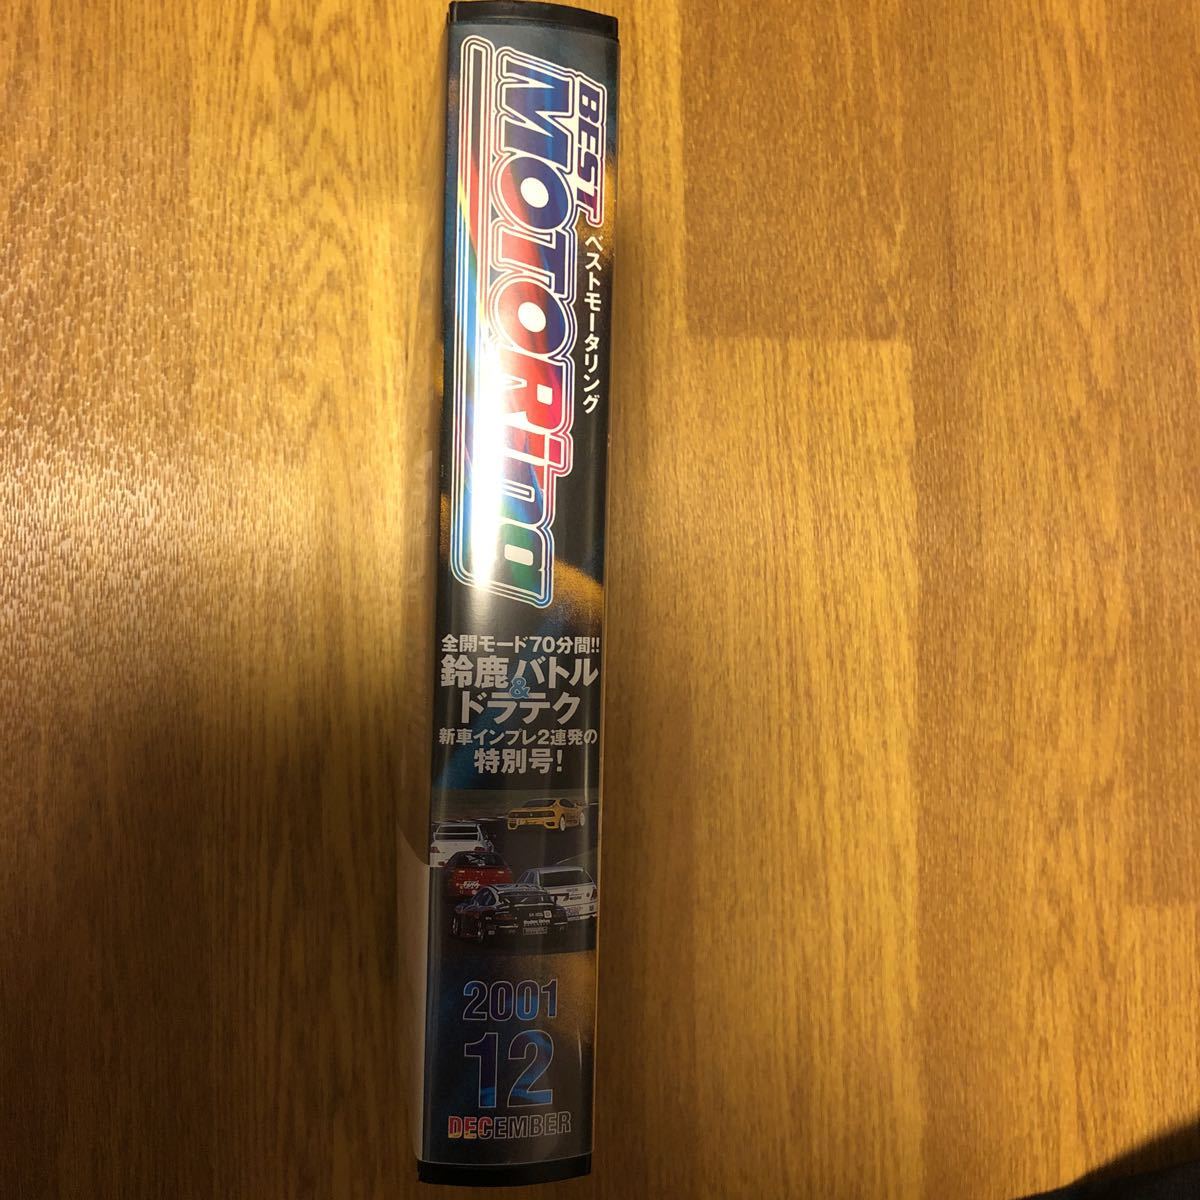 BEST
MOTORing
ベストモータリング
全開モード70分間!!
鈴鹿バトル
&
ドラテク
新車インプレ2連発の
特別号!
2001
12
DECEMBER